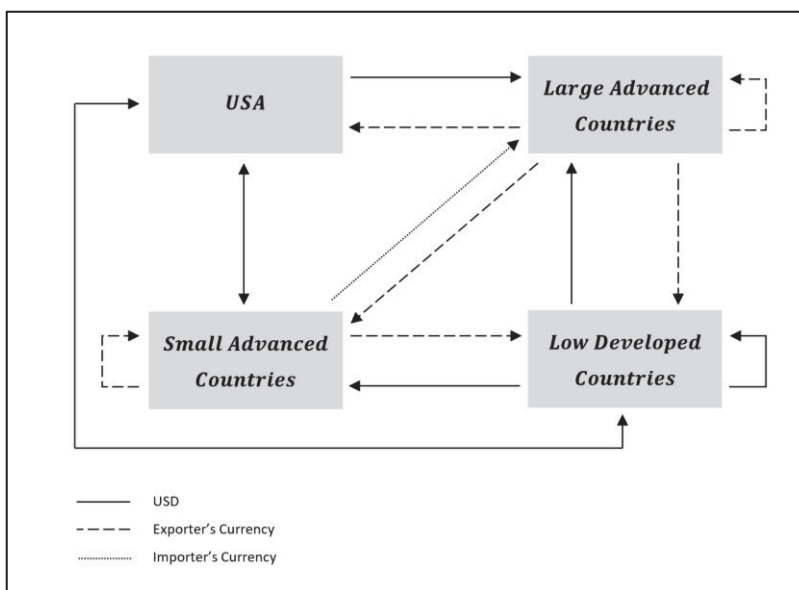 USA
Large Advanced
Countries
Small Advanced
Countries
Low Developed
Countries
USD
Exporter's Currency
Importer's Currency